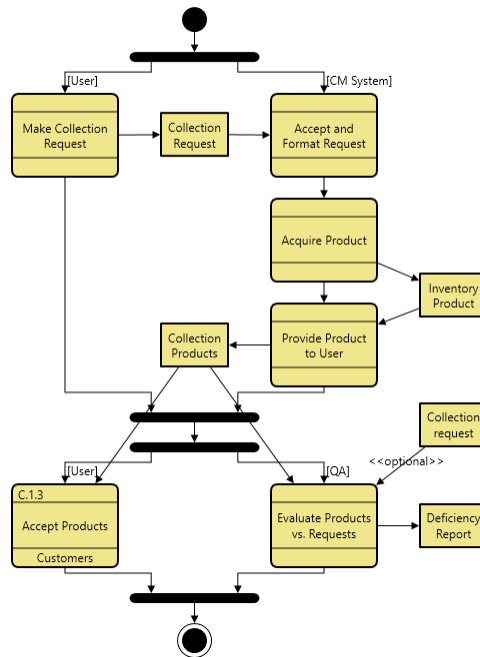 [User]
[CM System]
Make Collection
Request
Collection
Request
Accept and
Format Request
Acquire Product
Inventory
Product
Provide Product
to User
Collection
Products
Collection
request
<<optional>>
[User]
[QA]
C.1.3
Accept Products
Customers
Evaluate Products
vs. Requests
Deficiency
Report